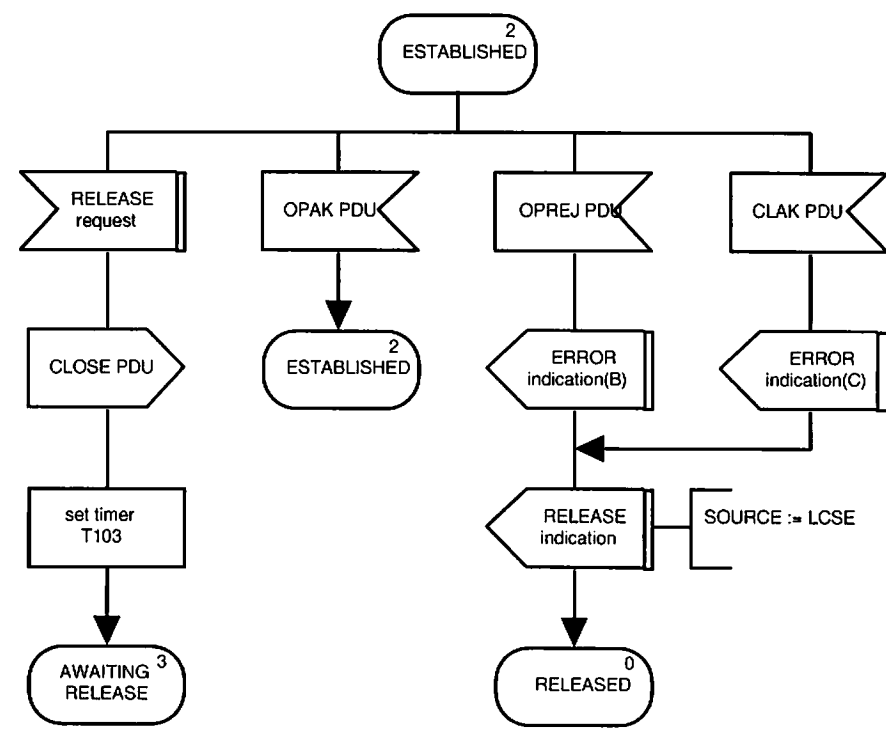 2
ESTABLISHED
RELEASE
request
OPAK PDU
OPREJ PDU
CLAK PDU
CLOSE PDU
2
ESTABLISHED
ERROR
indication(B)
ERROR
indication(C)
set timer
T103
RELEASE
indication
SOURCE := LCSE
3
AWAITING
RELEASE
0
RELEASED